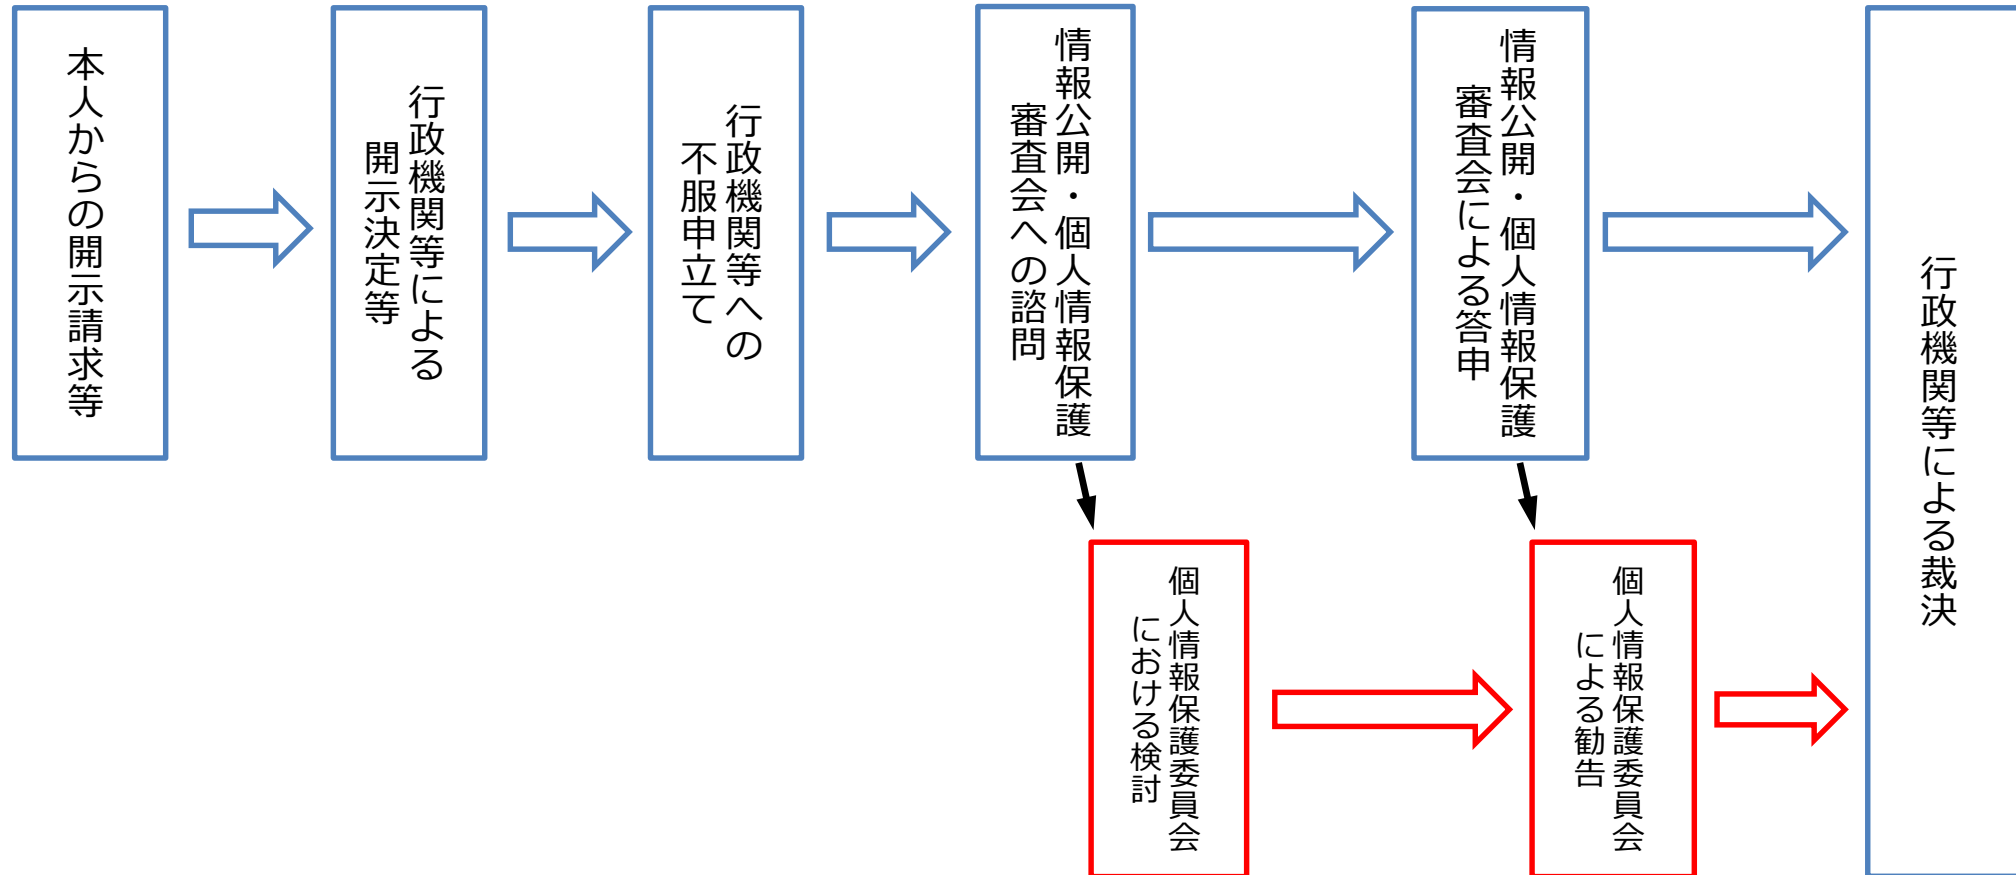 本人からの開示請求等
行政機関等による
開示決定等
行政機関等への
不服申立て
情報公開・個人情報保護
審査会への諮問
情報公開・個人情報保護
審査会による答申
行政機関等による裁決
個人情報保護委員会
における検討
個人情報保護委員会
による勧告